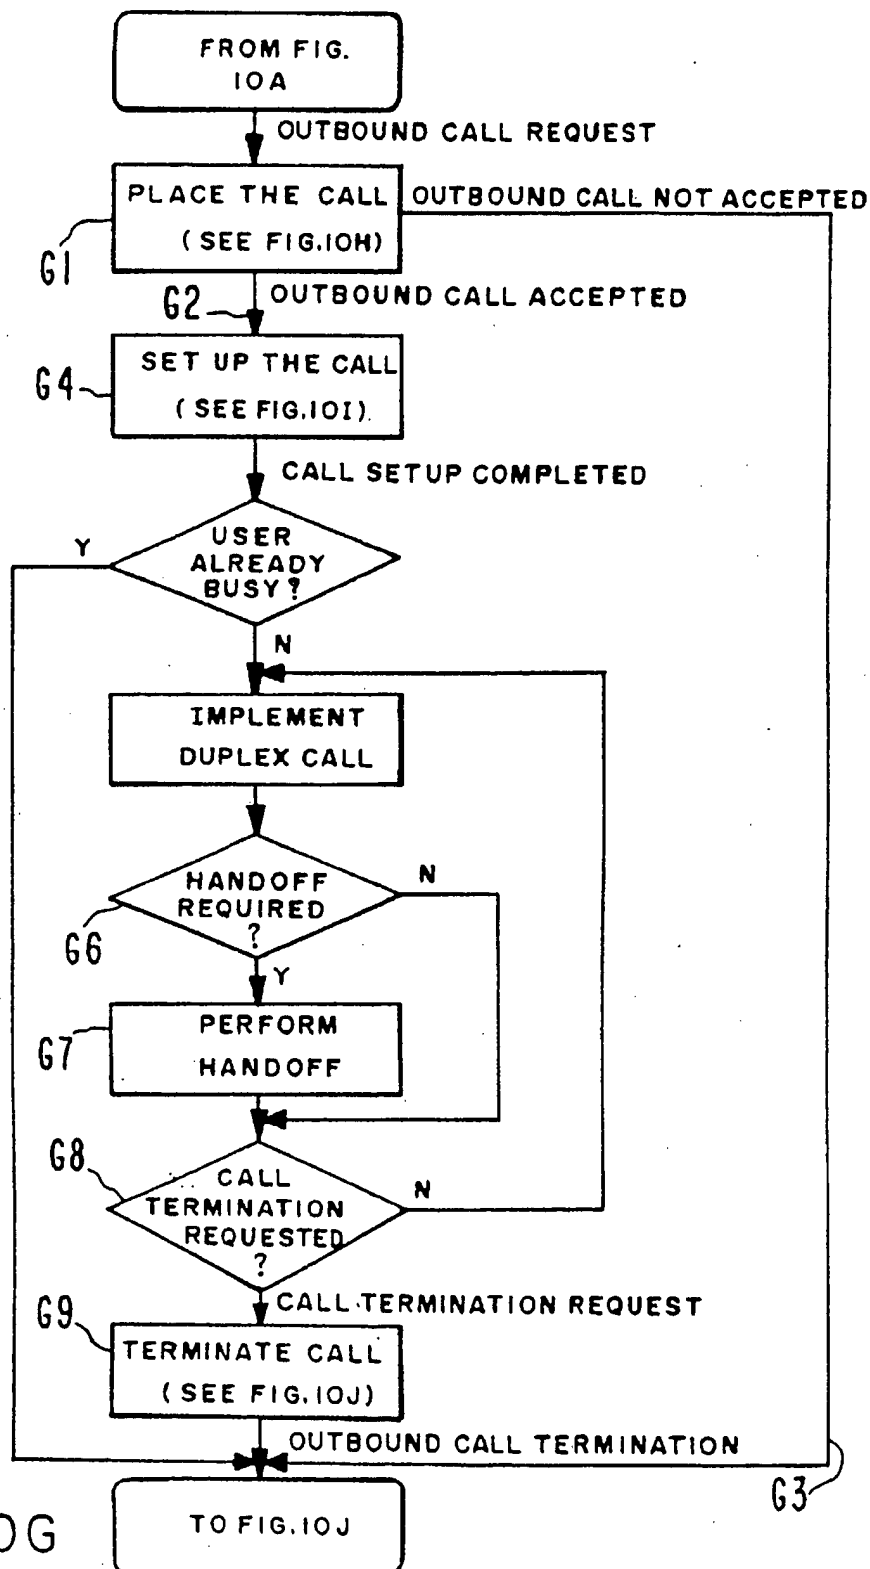 FROM FIG.
10A
OUTBOUND CALL REQUEST
PLACE THE CALL
(SEE FIG.10H)
OUTBOUND CALL NOT ACCEPTED
G1
G2
OUTBOUND CALL ACCEPTED
SET UP THE CALL
(SEE FIG.10I).
G4
CALL SETUP COMPLETED
USER
ALREADY
BUSY?
Y
N
IMPLEMENT
DUPLEX CALL
HANDOFF
REQUIRED
?
N
G6
Y
PERFORM
HANDOFF
G7
G8
CALL
TERMINATION
REQUESTED
?
N
CALL TERMINATION REQUEST
G9
TERMINATE CALL
(SEE FIG.10J)
OUTBOUND CALL TERMINATION
G3
TO FIG.10J
0G